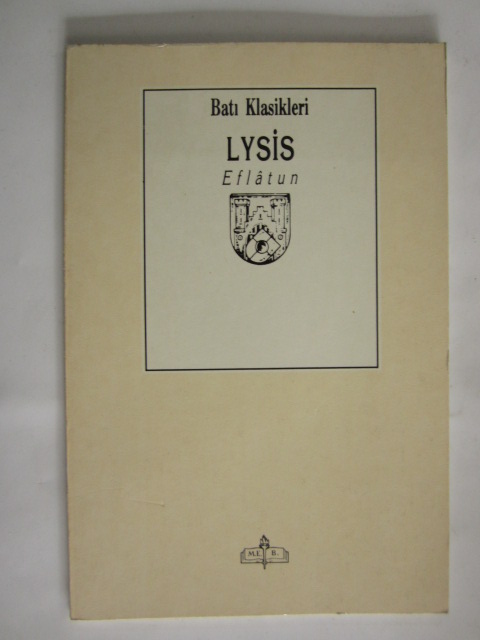 Batı Klasikleri
LYSİS
Eflâtun
M.E. B.